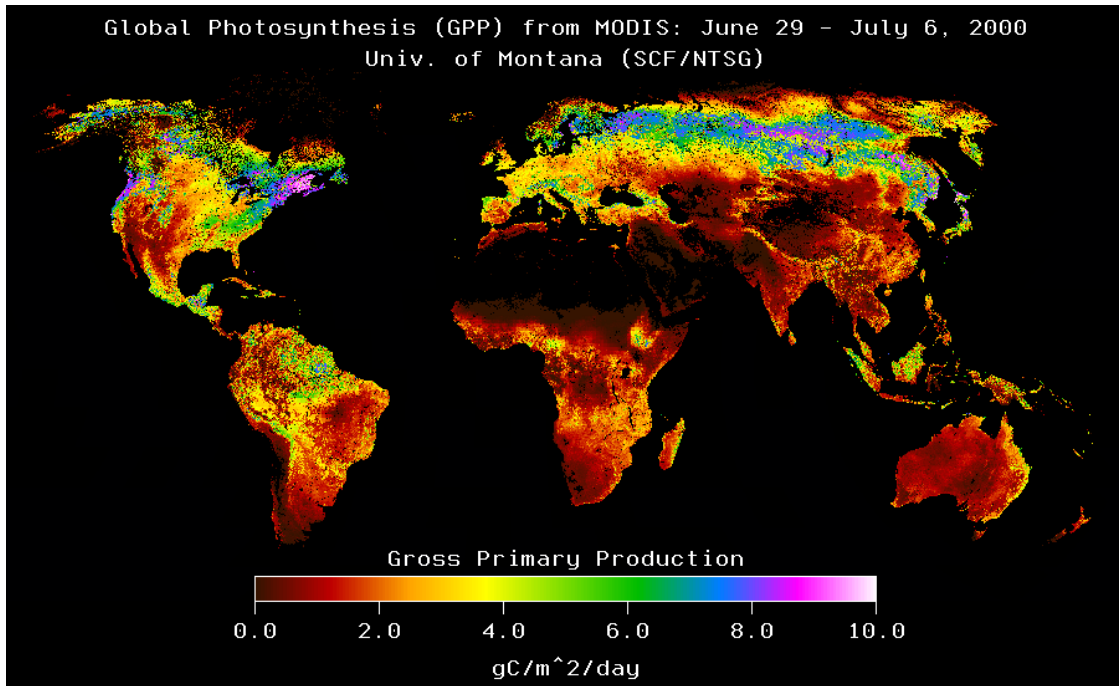 Global Photosynthesis (GPP) from MODIS: June 29 - July 6, 2000
Univ. of Montana (SCF/NTSG)
Gross Primary Production
0.0 2.0 4.0 6.0 8.0 10.0
gC/m^2/day